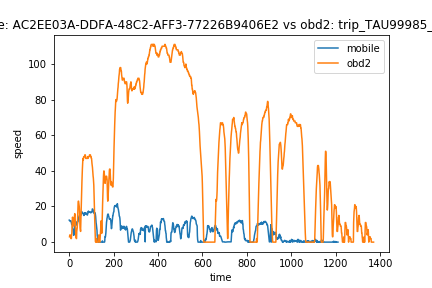 e: AC2EE03A-DDFA-48C2-AFF3-77226B9406E2 vs obd2: trip_TAU99985_
mobile
obd2
speed
100
80
60
40
20
0
0 200 400 600 800 1000 1200 1400
time